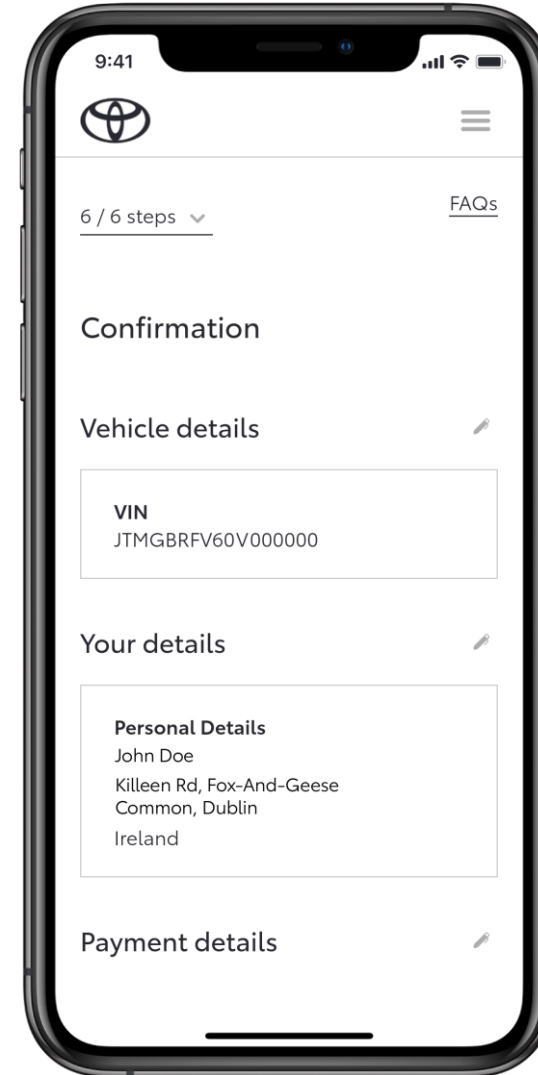 9:41
6 / 6 steps
FAQs
Confirmation
Vehicle details
VIN
JTMGBRFV60V000000
Your details
Personal Details
John Doe
Killeen Rd, Fox-And-Geese
Common, Dublin
Ireland
Payment details